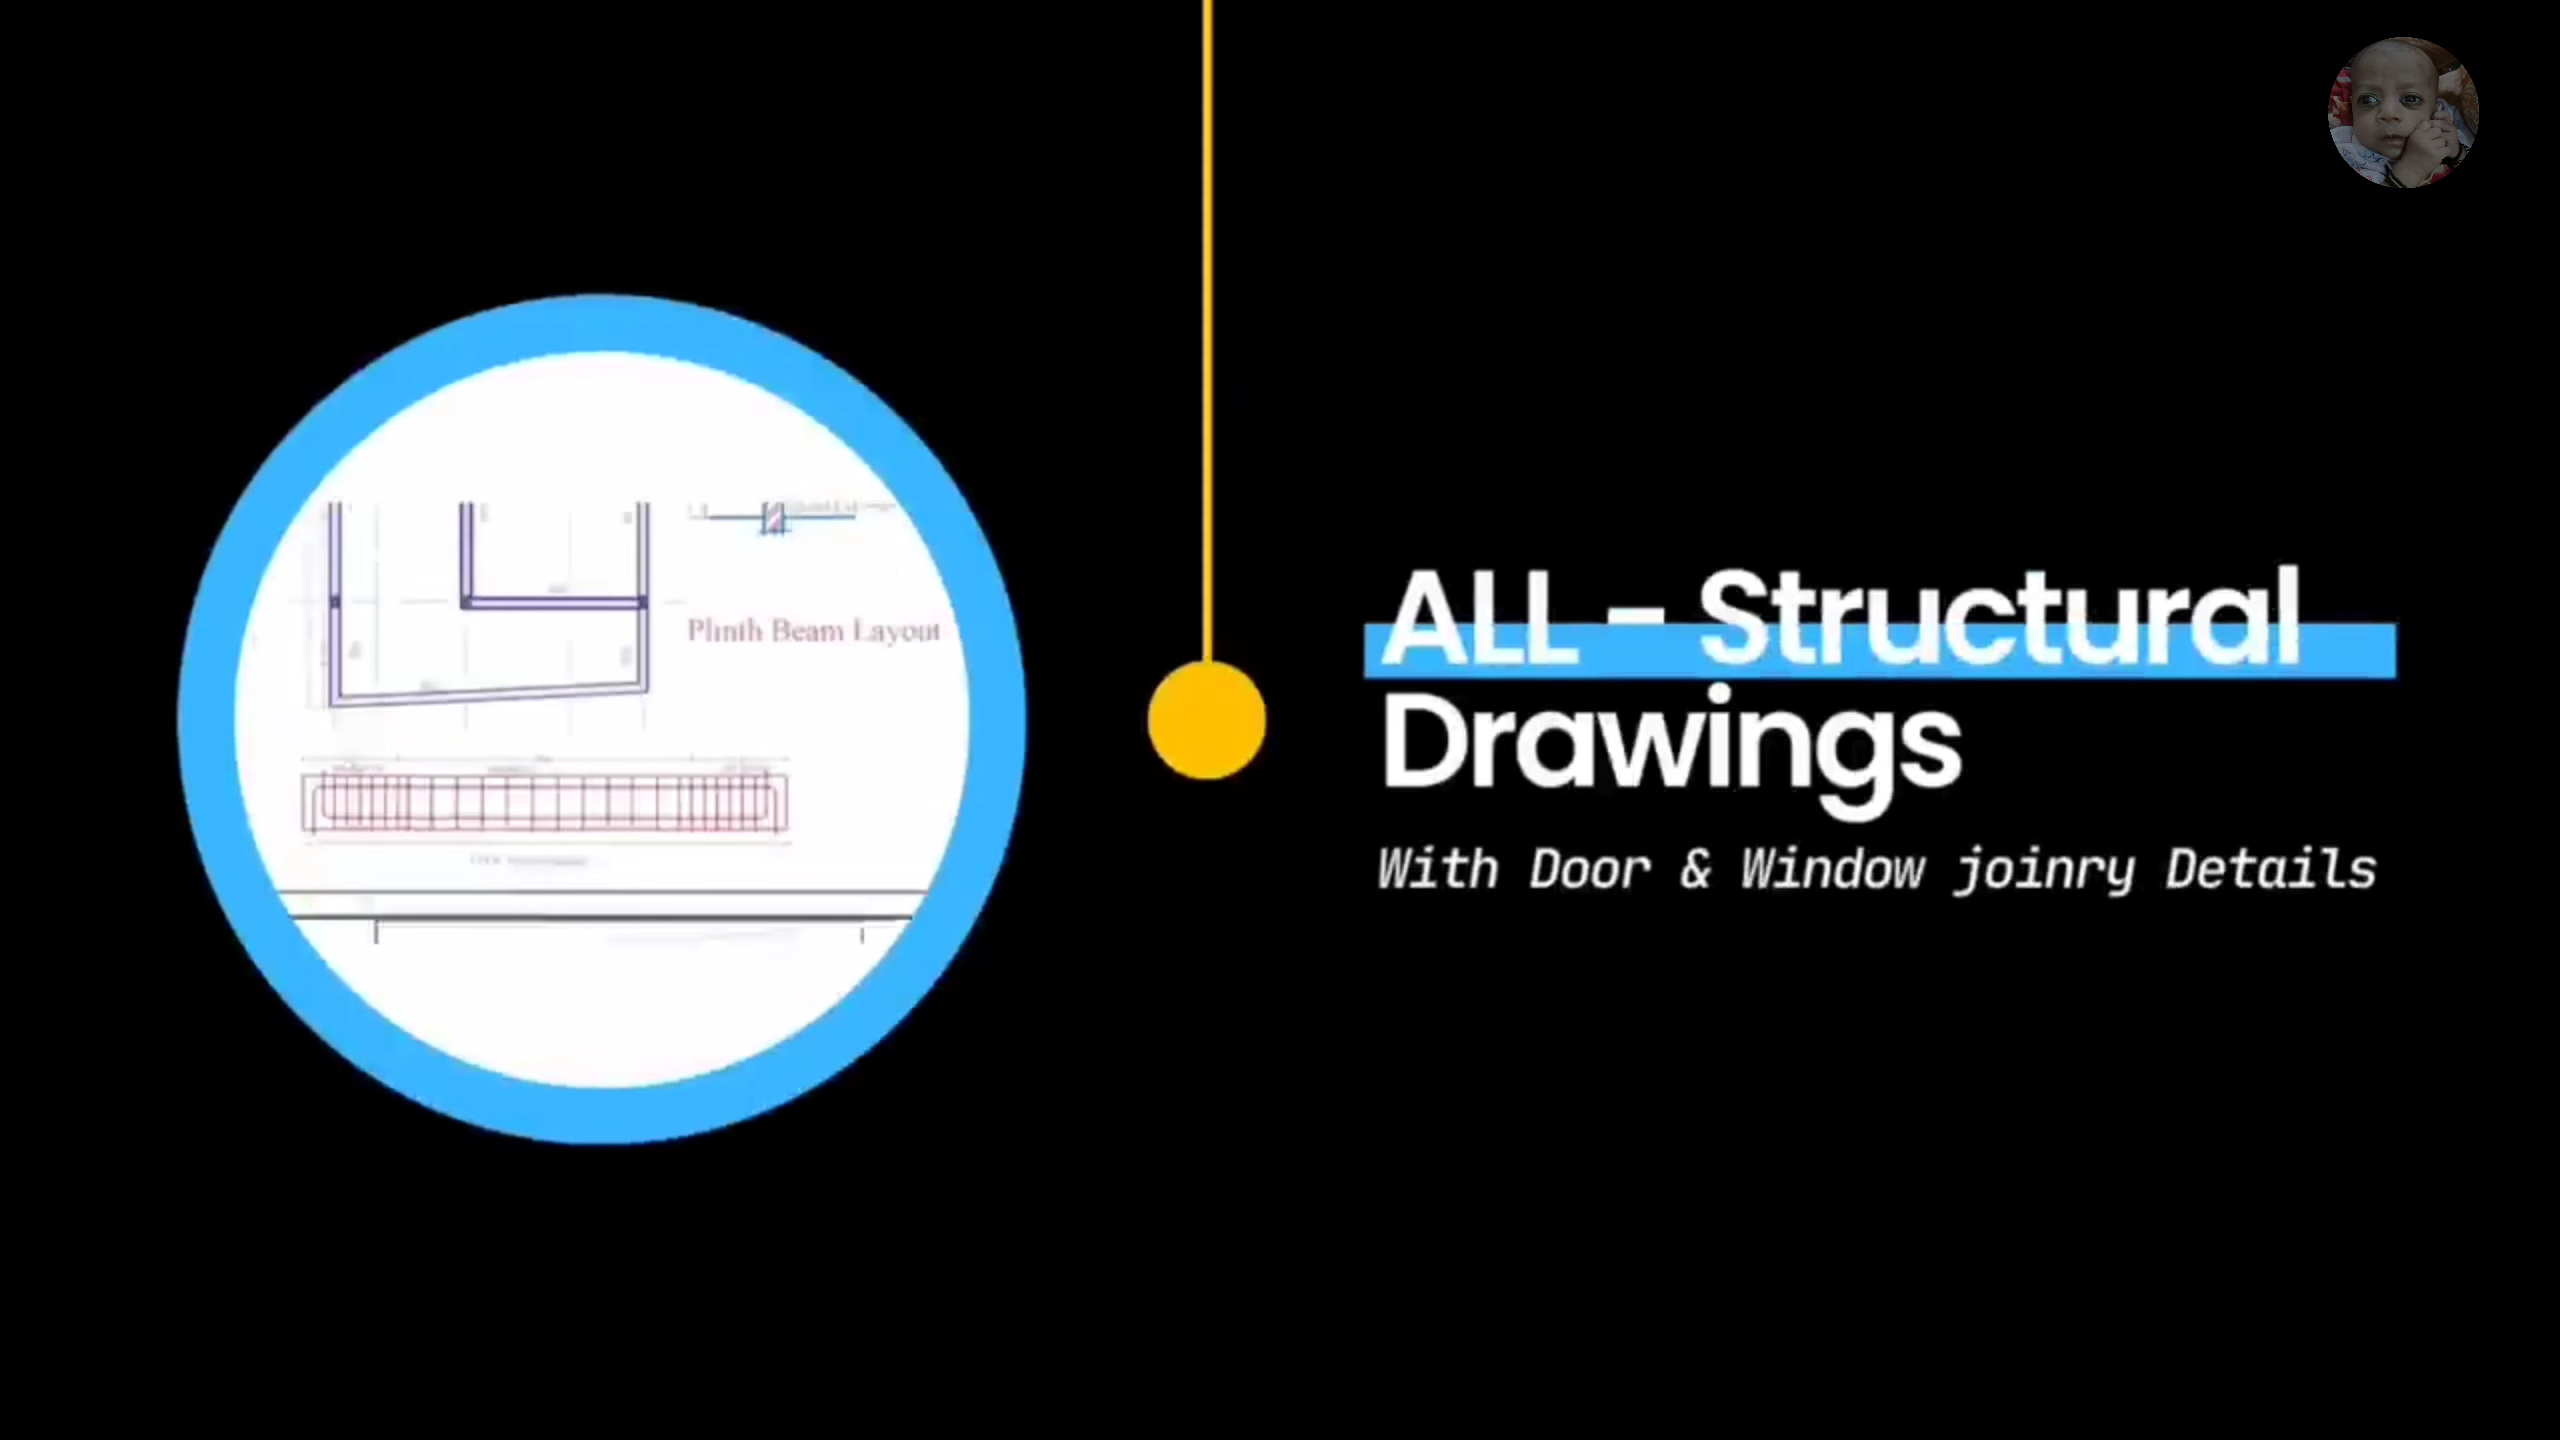 Plinth Beam Layout
ALL - Structural
Drawings
With Door & Window joinry Details